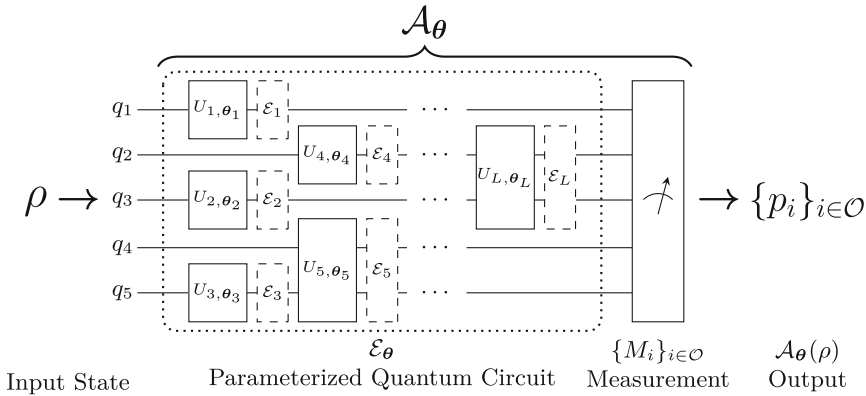 𝒜_θ
q₁ U_{1,θ₁} ℰ₁ ⋯
q₂ U_{4,θ₄} ℰ₄ ⋯ U_{L,θ_L} ℰ_L
ρ → q₃ U_{2,θ₂} ℰ₂ ⋯ → {p_i}_{i∈𝒪}
q₄ U_{5,θ₅} ℰ₅ ⋯
q₅ U_{3,θ₃} ℰ₃ ⋯
ℰ_θ {M_i}_{i∈𝒪} 𝒜_θ(ρ)
Input State Parameterized Quantum Circuit Measurement Output